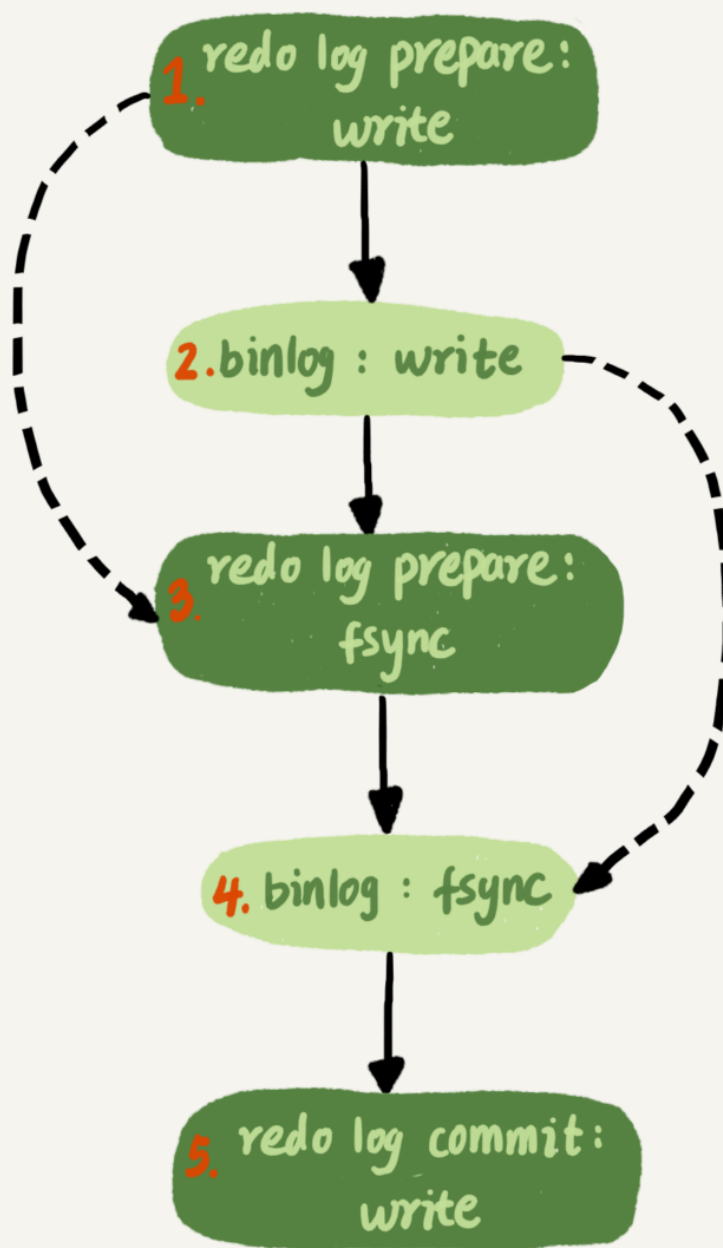 1. redo log prepare:
write
2. binlog : write
3. redo log prepare:
fsync
4. binlog : fsync
5. redo log commit:
write